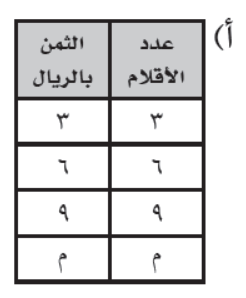 أ)
عدد الأقلام	الثمن بالريال
٣	٣
٦	٦
٩	٩
م	م